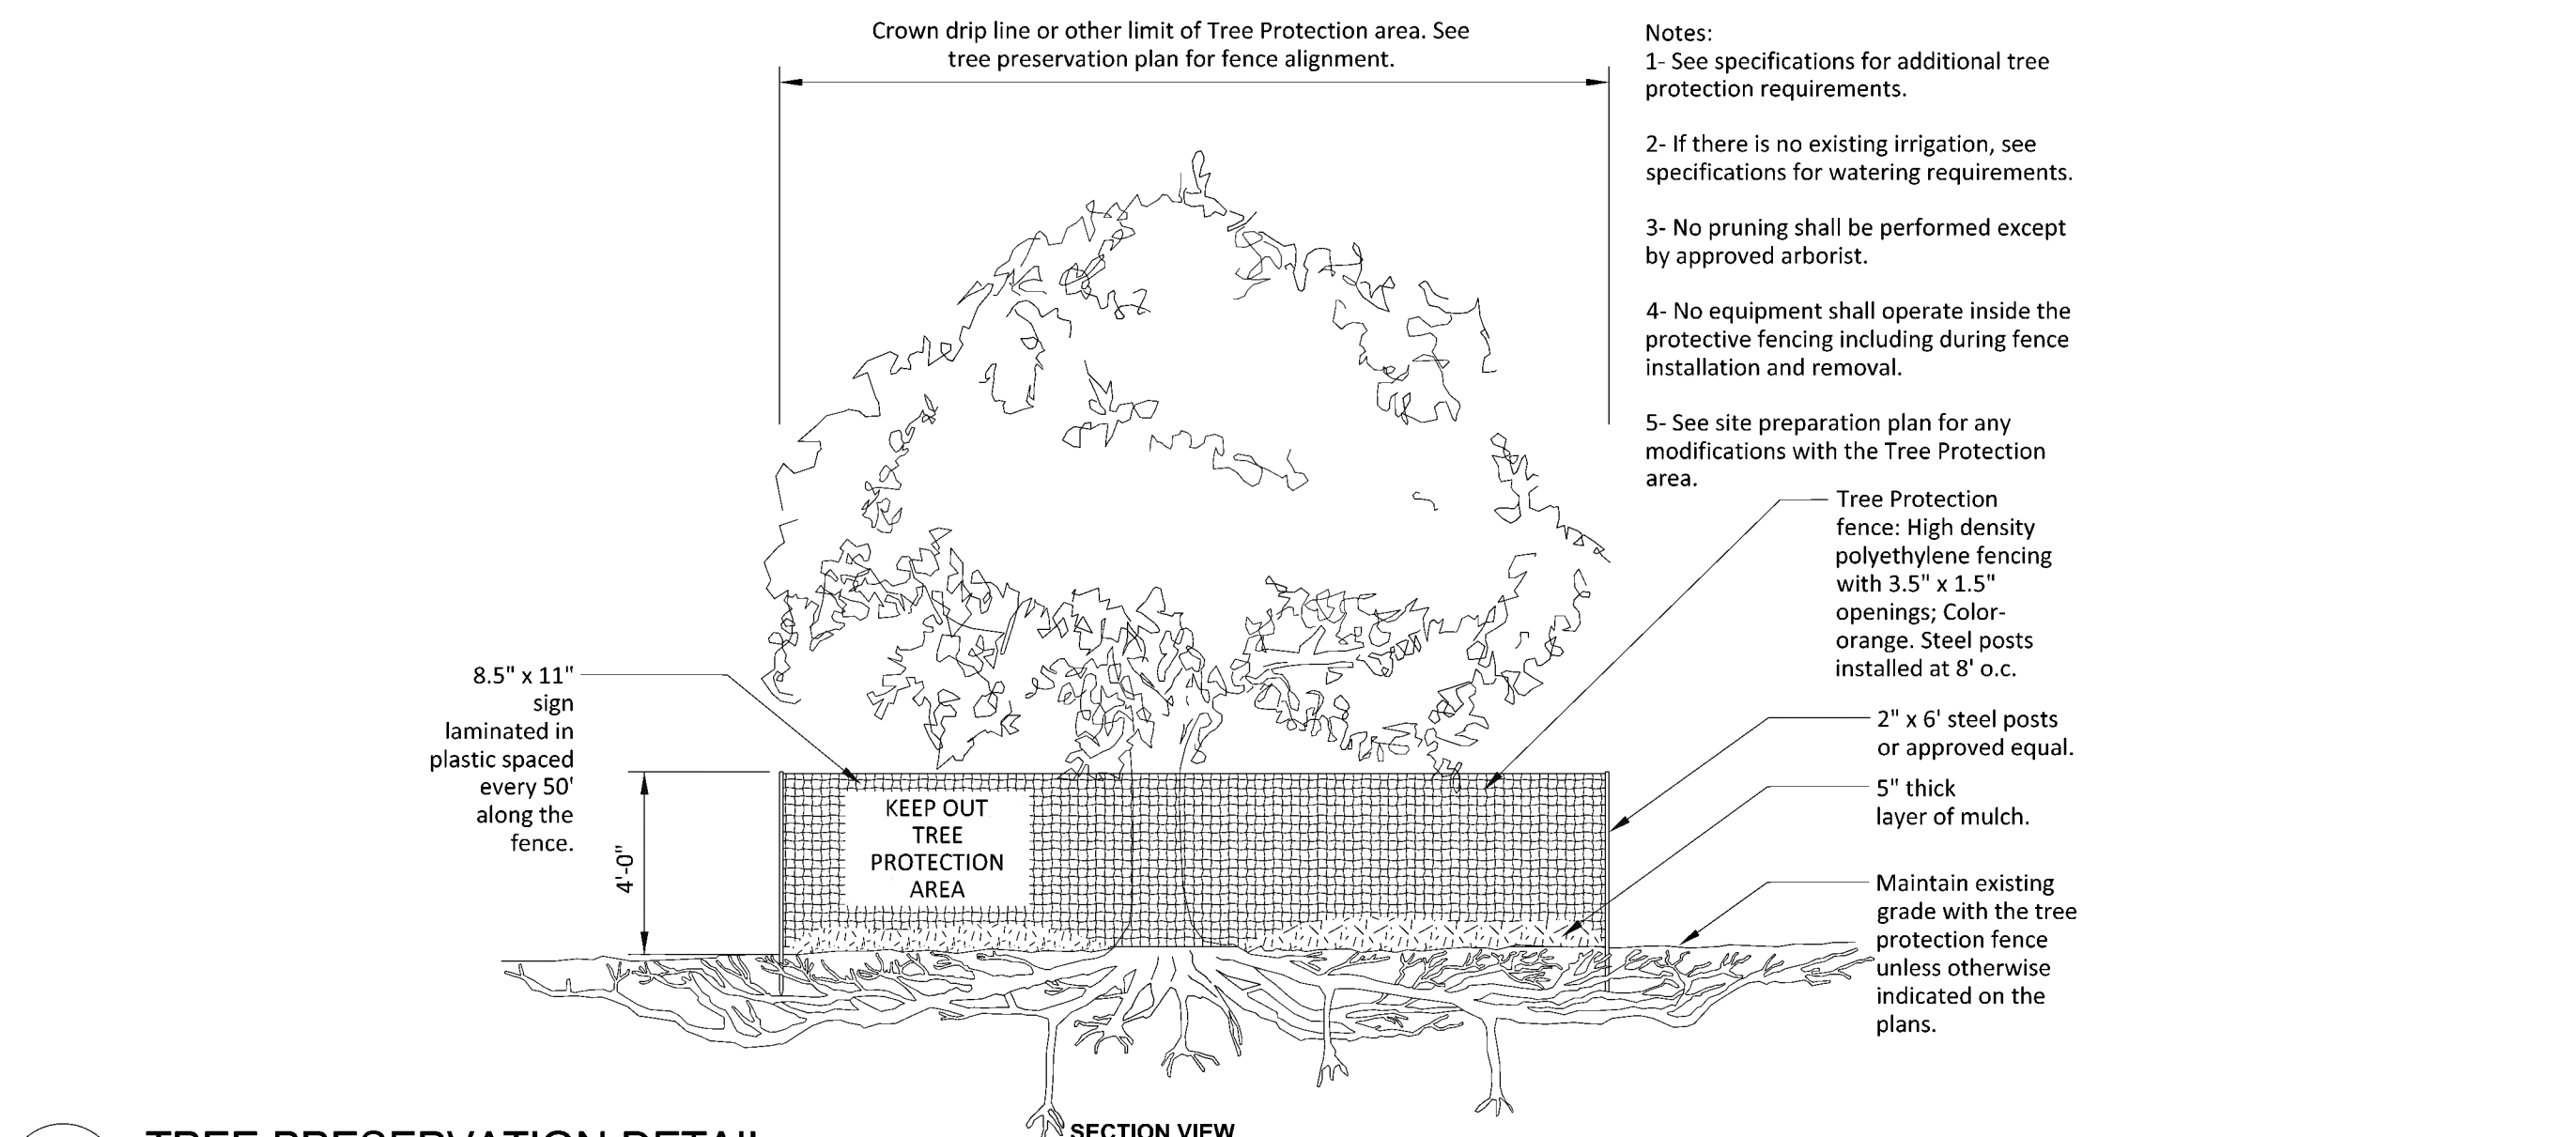 Crown drip line or other limit of Tree Protection area. See
tree preservation plan for fence alignment.
Notes:
1- See specifications for additional tree
protection requirements.
2- If there is no existing irrigation, see
specifications for watering requirements.
3- No pruning shall be performed except
by approved arborist.
4- No equipment shall operate inside the
protective fencing including during fence
installation and removal.
5- See site preparation plan for any
modifications with the Tree Protection
area.
Tree Protection
fence: High density
polyethylene fencing
with 3.5" x 1.5"
openings; Color-
orange. Steel posts
installed at 8' o.c.
8.5" x 11"
sign
laminated in
plastic spaced
every 50'
along the
fence.
2" x 6' steel posts
or approved equal.
5" thick
layer of mulch.
4'-0"
KEEP OUT
TREE
PROTECTION
AREA
Maintain existing
grade with the tree
protection fence
unless otherwise
indicated on the
plans.
SECTION VIEW
TREE PRESERVATION DETAIL